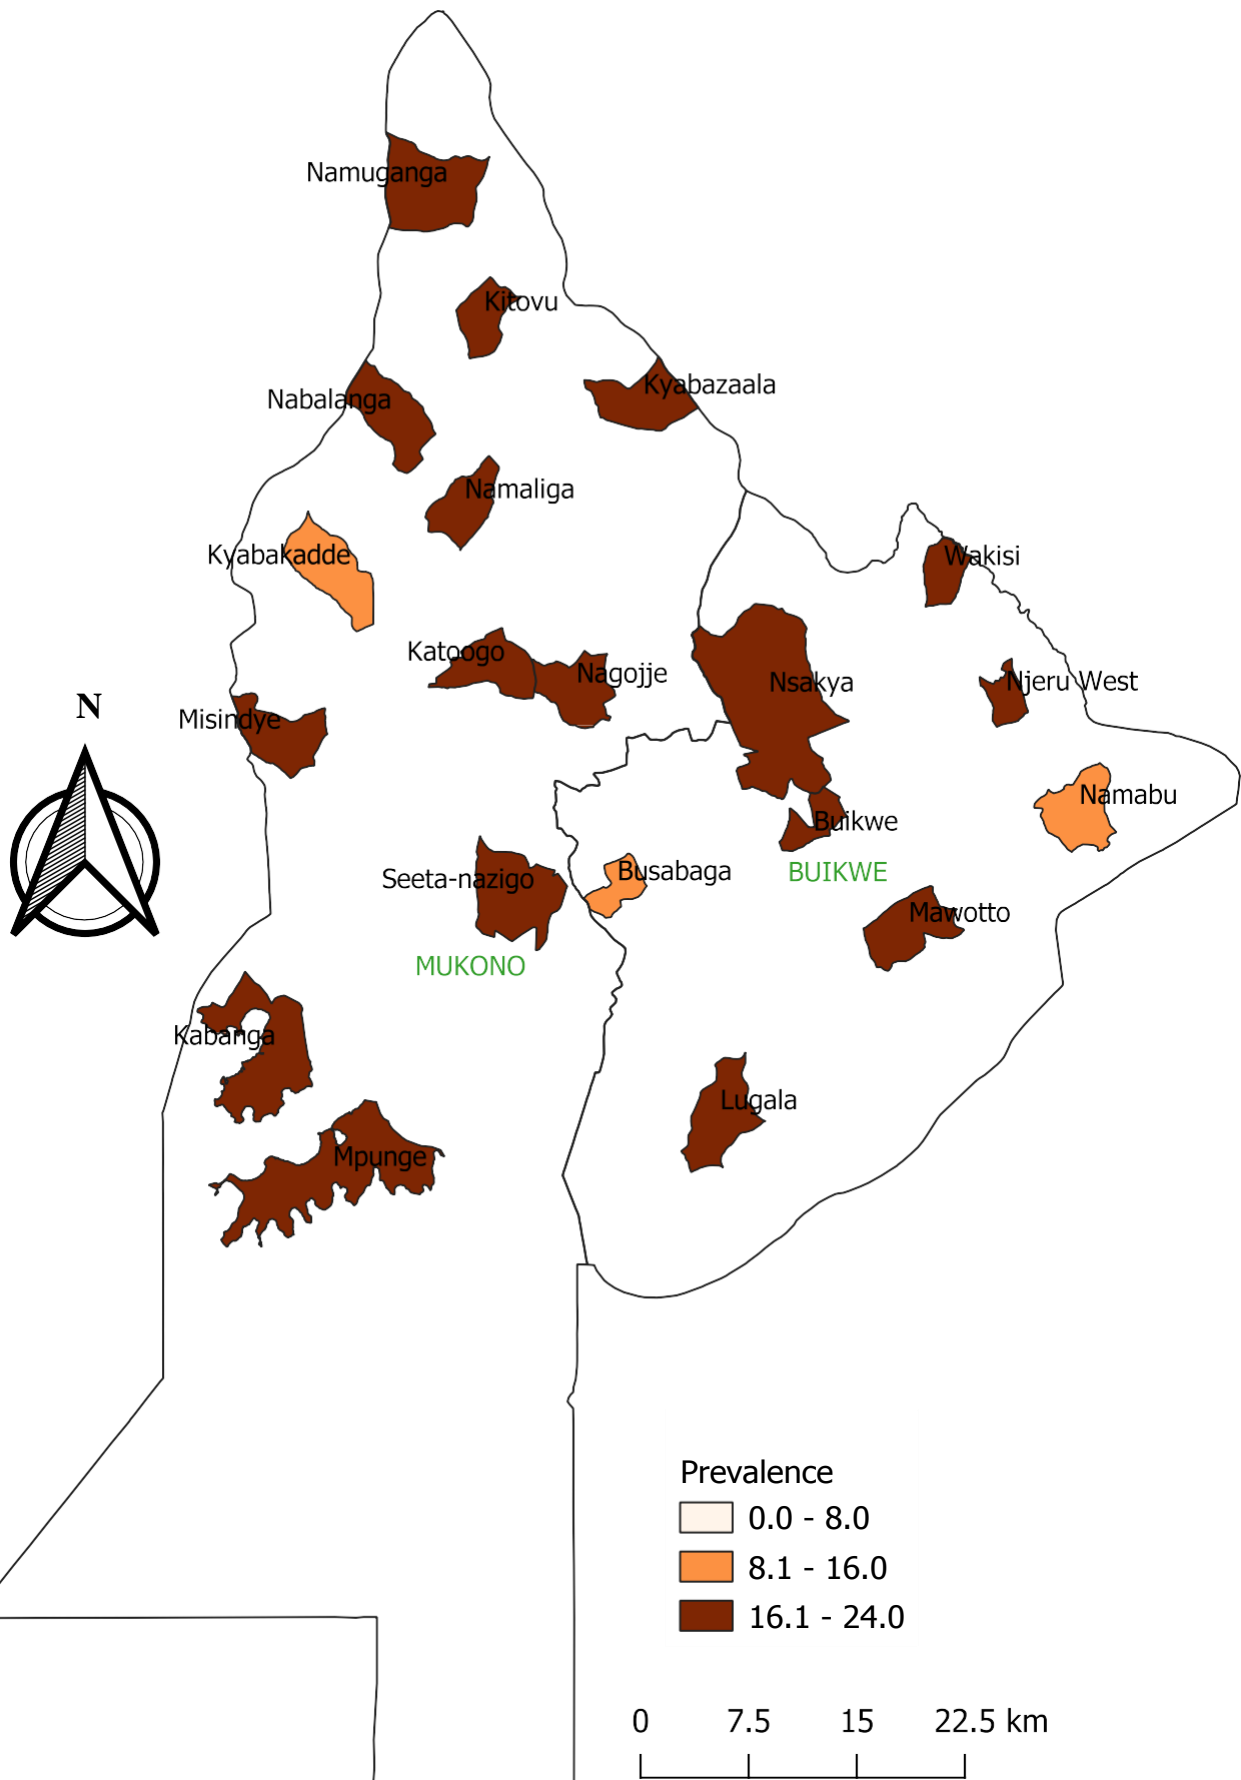 Namuganga
Kitovu
Kyabazaala
Nabalanga
Namaliga
Kyabakadde
Wakisi
Katoogo
Nagojje
Nsakya
Njeru West
N
Misindye
Namabu
Buikwe
Seeta-nazigo
Busabaga
BUIKWE
Mawotto
MUKONO
Kabanga
Lugala
Mpunge
Prevalence
0.0 - 8.0
8.1 - 16.0
16.1 - 24.0
0 7.5 15 22.5 km